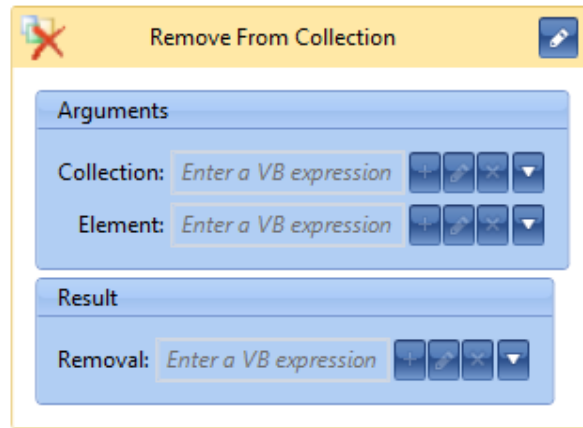 Remove From Collection
Arguments
Collection: Enter a VB expression
Element: Enter a VB expression
Result
Removal: Enter a VB expression